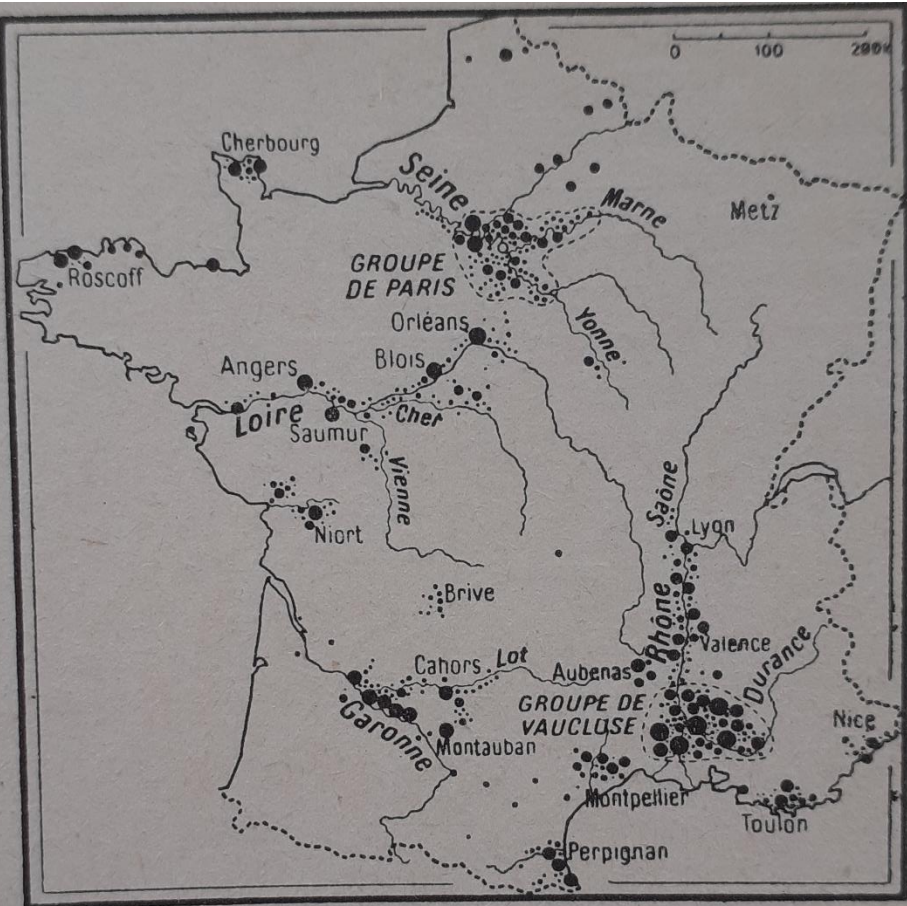 0 100 200k
Cherbourg
Seine
Marne
Metz
Roscoff
GROUPE
DE PARIS
Orléans
Yonne
Blois
Angers
Loire
Cher
Saumur
Vienne
Saône
Niort
Lyon
Brive
Rhône
Valence
Cahors
Lot
Aubenas
Durance
GROUPE DE
VAUCLUSE
Garonne
Nice
Montauban
Montpellier
Toulon
Perpignan